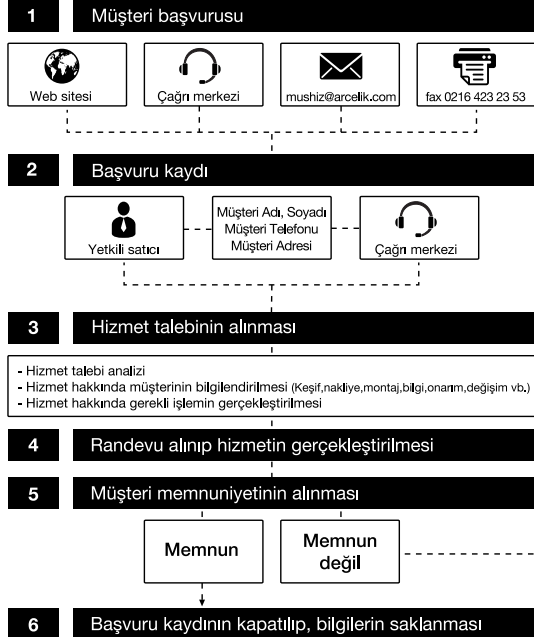 1 Müşteri başvurusu
Web sitesi
Çağrı merkezi
mushiz@arcelik.com
fax 0216 423 23 53
2 Başvuru kaydı
Yetkili satıcı
Müşteri Adı, Soyadı
Müşteri Telefonu
Müşteri Adresi
Çağrı merkezi
3 Hizmet talebinin alınması
- Hizmet talebi analizi
- Hizmet hakkında müşterinin bilgilendirilmesi (Keşif,nakliye,montaj,bilgi,onarım,değişim vb.)
- Hizmet hakkında gerekli işlemin gerçekleştirilmesi
4 Randevu alınıp hizmetin gerçekleştirilmesi
5 Müşteri memnuniyetinin alınması
Memnun
Memnun
değil
6 Başvuru kaydının kapatılıp, bilgilerin saklanması